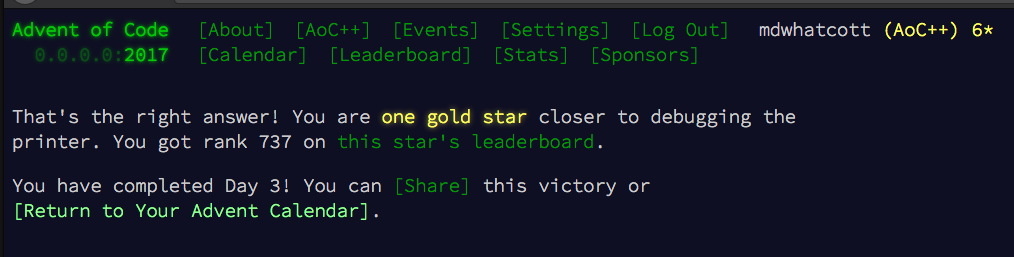 Advent of Code [About] [AoC++] [Events] [Settings] [Log Out] mdwhatcott (AoC++) 6*
0.0.0.0:2017 [Calendar] [Leaderboard] [Stats] [Sponsors]
That's the right answer! You are one gold star closer to debugging the
printer. You got rank 737 on this star's leaderboard.
You have completed Day 3! You can [Share] this victory or
[Return to Your Advent Calendar].